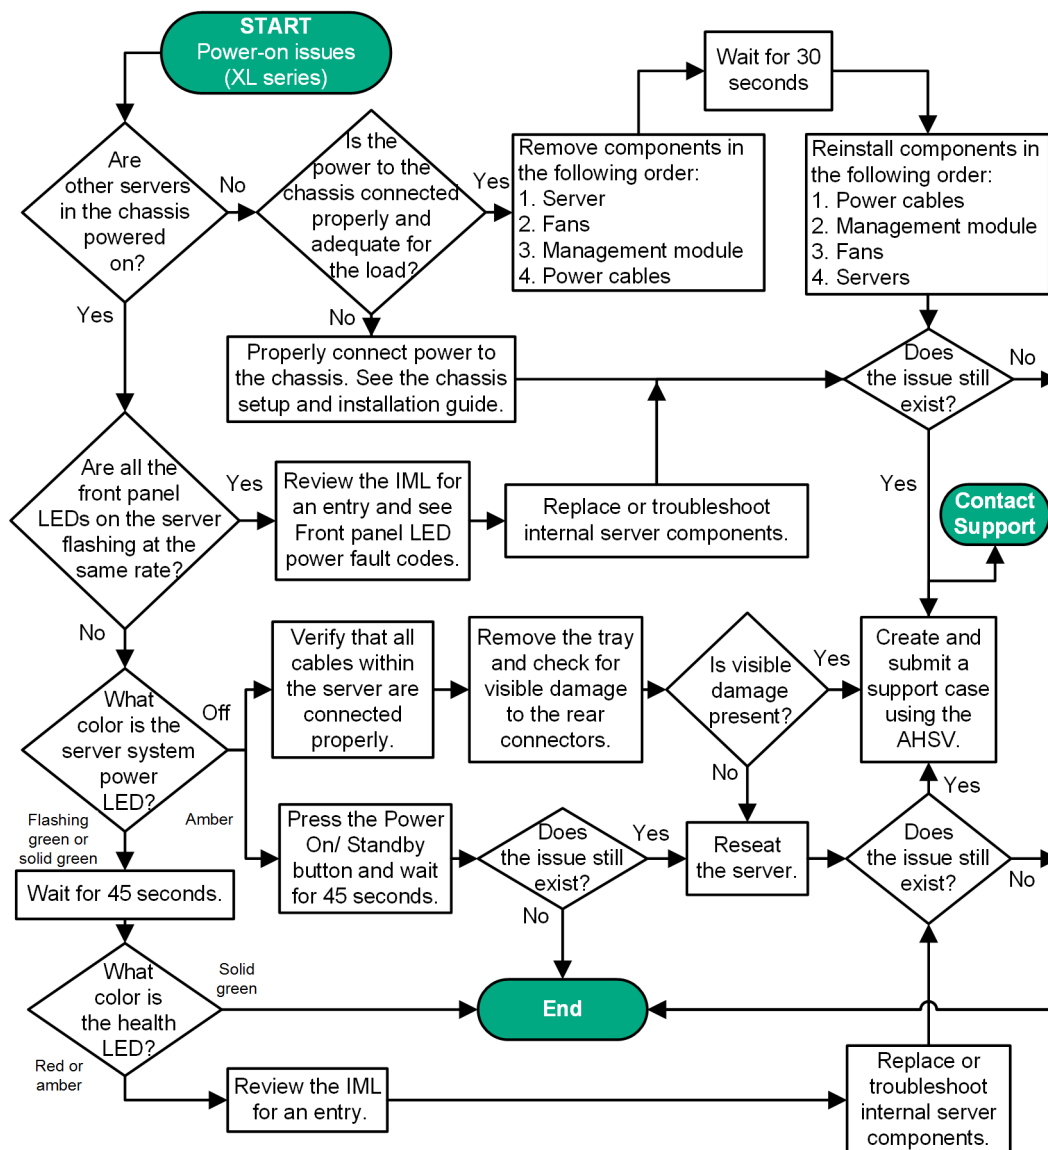 START
Power-on issues
(XL series)
Wait for 30
seconds
Are
other servers
in the chassis
powered
on?
No
Yes
Is the
power to the
chassis connected
properly and
adequate for
the load?
Yes
No
Remove components in
the following order:
1. Server
2. Fans
3. Management module
4. Power cables
Reinstall components in
the following order:
1. Power cables
2. Management module
3. Fans
4. Servers
Properly connect power to
the chassis. See the chassis
setup and installation guide.
Does
the issue still
exist?
No
Yes
Are all the
front panel
LEDs on the server
flashing at the
same rate?
Yes
No
Review the IML for
an entry and see
Front panel LED
power fault codes.
Replace or troubleshoot
internal server components.
Contact
Support
What
color is the
server system
power
LED?
Off
Amber
Flashing
green or
solid green
Verify that all
cables within
the server are
connected
properly.
Remove the tray
and check for
visible damage
to the rear
connectors.
Is visible
damage
present?
Yes
No
Create and
submit a
support case
using the
AHSV.
Yes
Press the Power
On/ Standby
button and wait
for 45 seconds.
Does
the issue still
exist?
Yes
No
Reseat
the server.
Does
the issue still
exist?
No
Wait for 45 seconds.
What
color is
the health
LED?
Solid
green
Red or
amber
End
Review the IML
for an entry.
Replace or
troubleshoot
internal server
components.